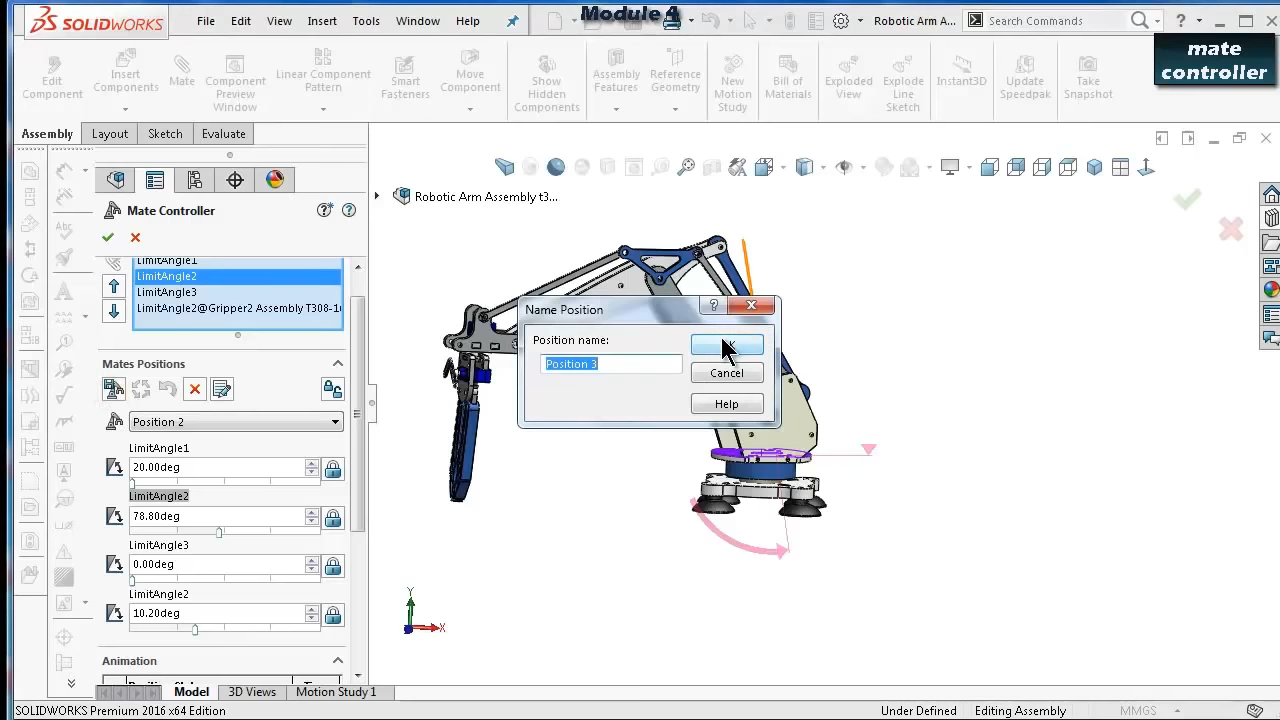 SOLIDWORKS
File
Edit
View
Insert
Tools
Window
Help
Module 4
Robotic Arm A...
Search Commands
mate
controller
Edit
Component
Insert
Components
Mate
Component
Preview
Window
Linear Component
Pattern
Smart
Fasteners
Move
Component
Show
Hidden
Components
Assembly
Features
Reference
Geometry
New
Motion
Study
Bill of
Materials
Exploded
View
Explode
Line
Sketch
Instant3D
Update
Speedpak
Take
Snapshot
Assembly
Layout
Sketch
Evaluate
Robotic Arm Assembly t3...
Mate Controller
LimitAngle1
LimitAngle2
LimitAngle3
Mates Positions
Position 2
LimitAngle1
20.00deg
LimitAngle2
78.80deg
LimitAngle3
0.00deg
LimitAngle2
10.20deg
Animation
Name Position
Position name:
Position 3
Cancel
Help
Y
X
Model
3D Views
Motion Study 1
SOLIDWORKS Premium 2016 x64 Edition
Under Defined
Editing Assembly
MMGS